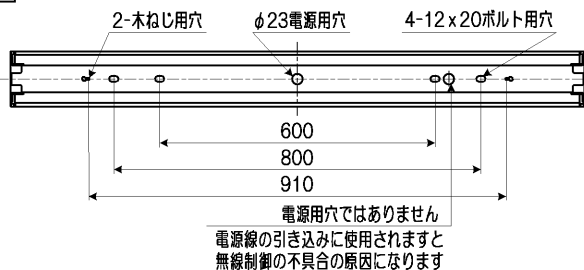 2-木ねじ用穴
φ23電源用穴
4-12x20ボルト用穴
600
800
910
電源用穴ではありません
電源線の引き込みに使用されますと
無線制御の不具合の原因になります